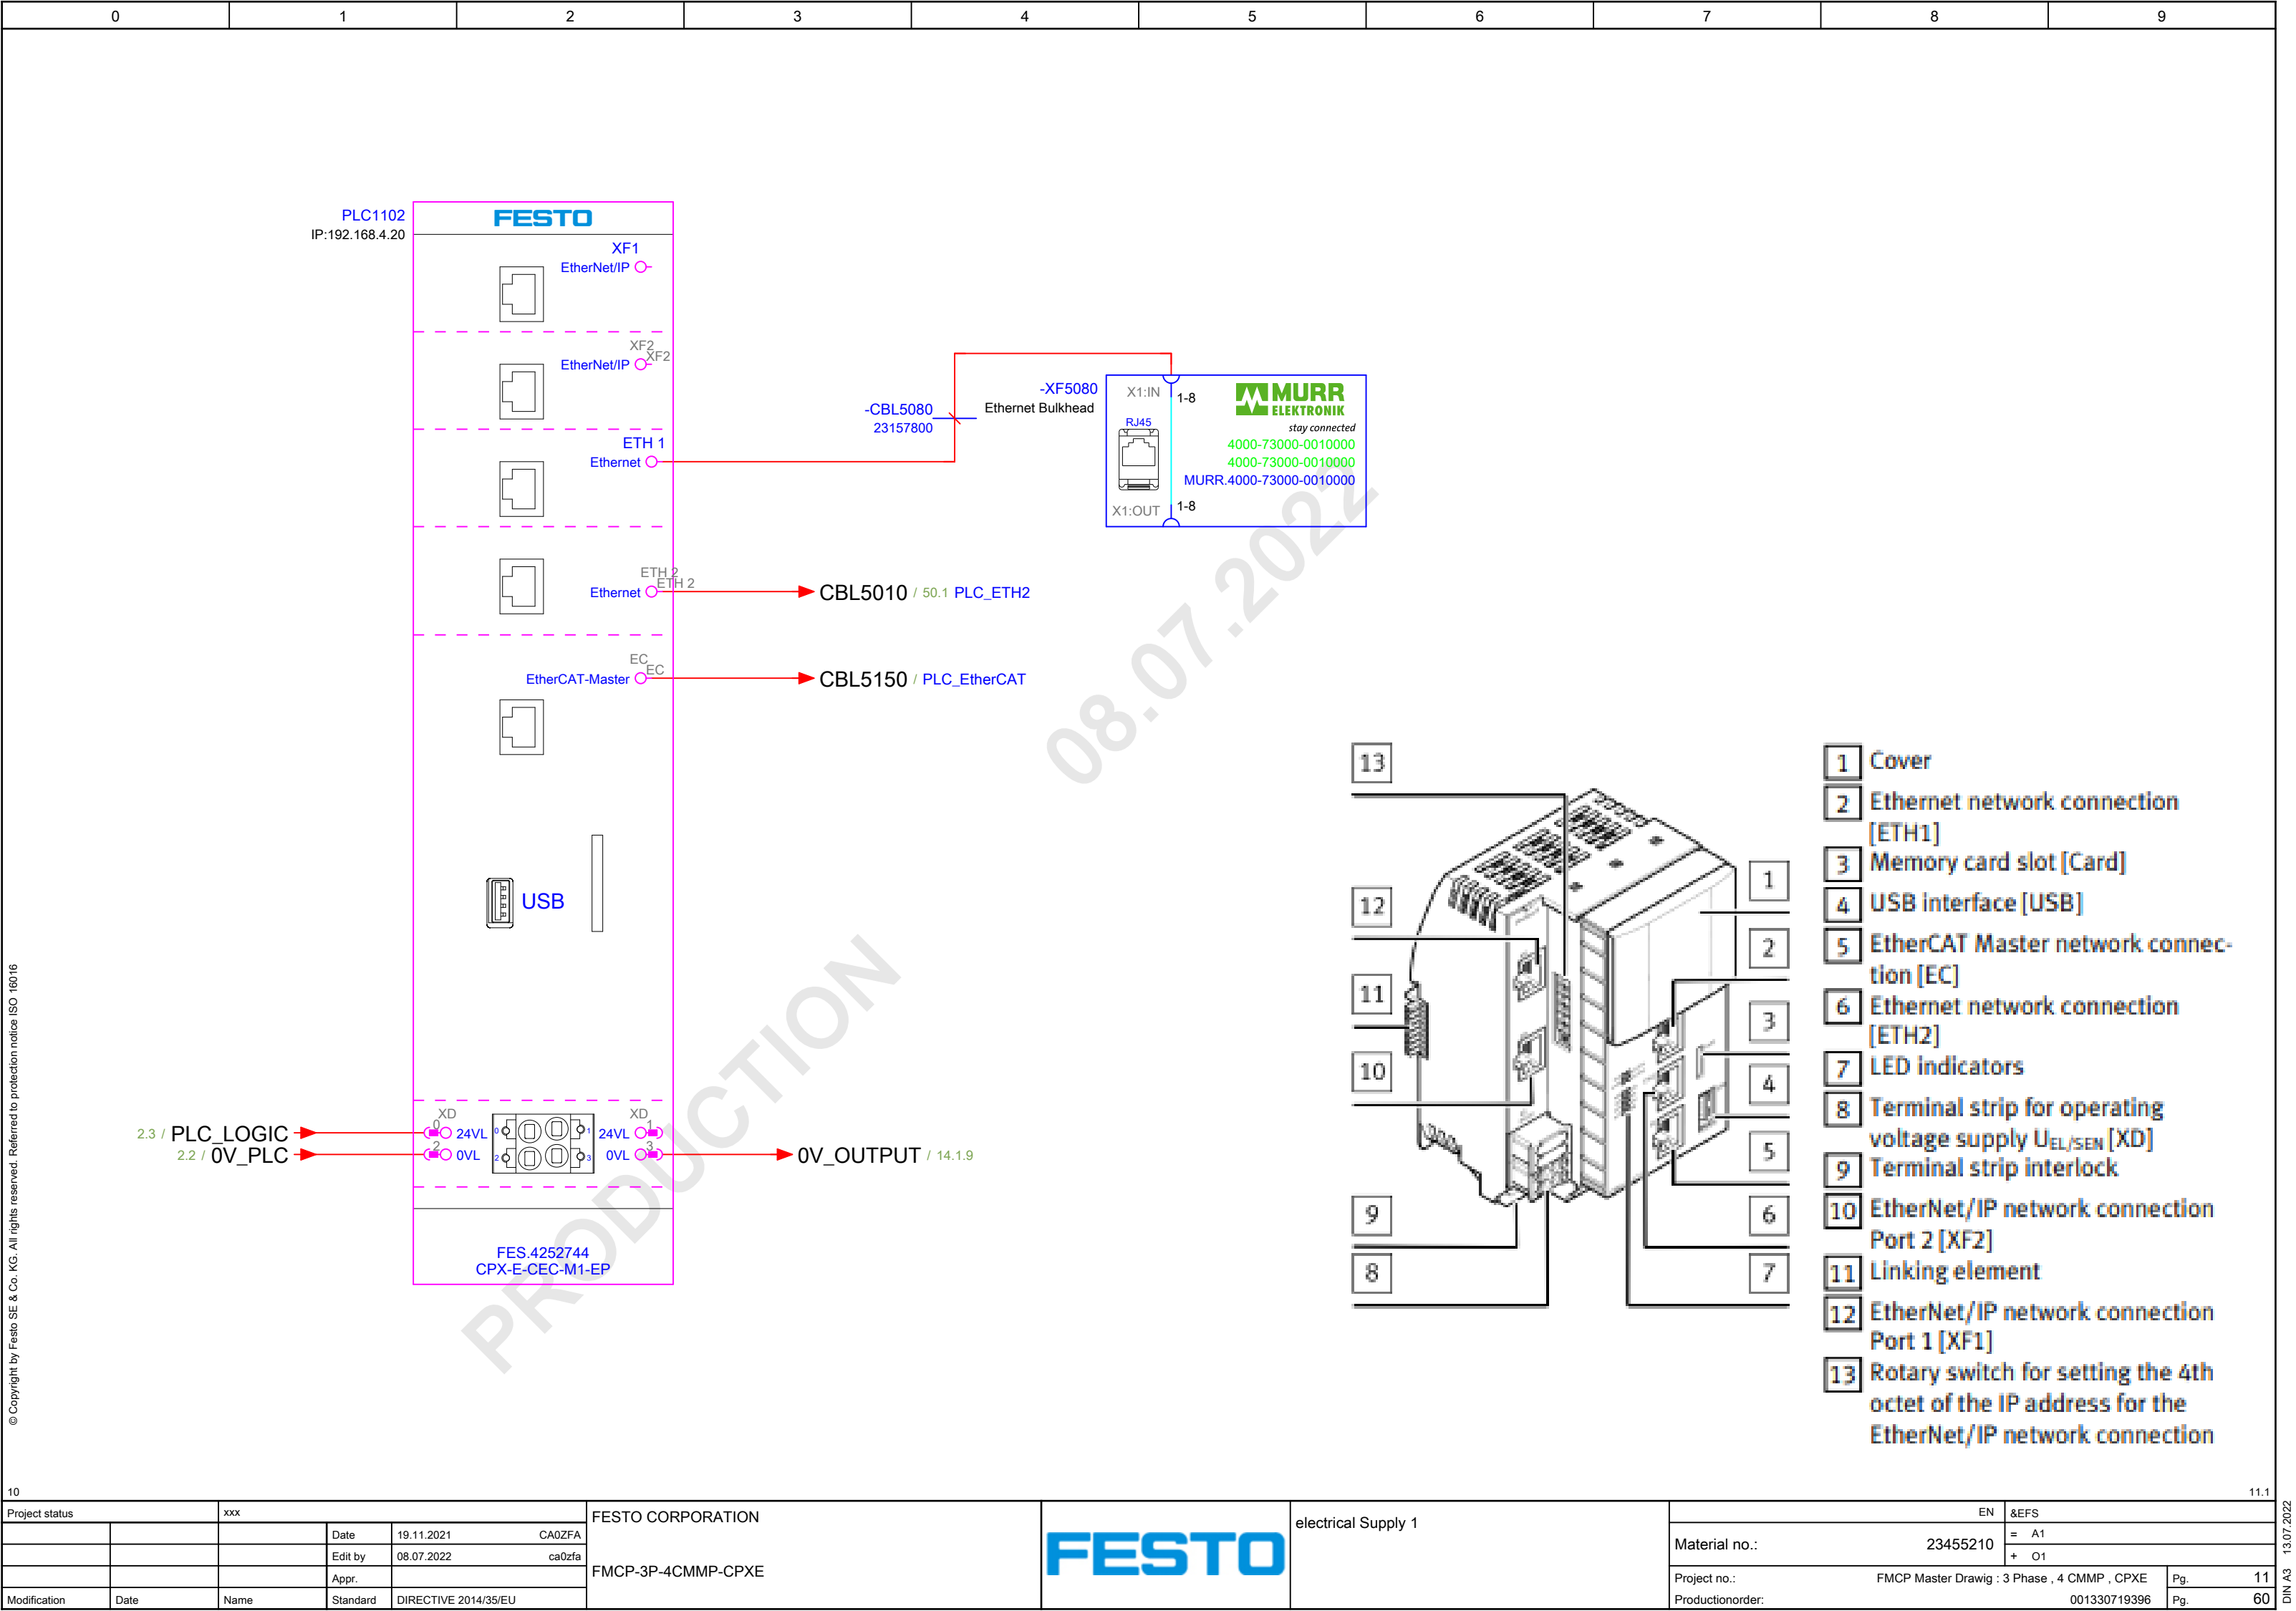 0 1 2 3 4 5 6 7 8 9
PLC1102
IP:192.168.4.20
FESTO
XF1
EtherNet/IP
XF2
XF2
EtherNet/IP
ETH 1
Ethernet
ETH 2
ETH 2
Ethernet
EC
EC
EtherCAT-Master
USB
-CBL5080
23157800
-XF5080
Ethernet Bulkhead
X1:IN
1-8
RJ45
X1:OUT
1-8
MURR
ELEKTRONIK
stay connected
4000-73000-0010000
4000-73000-0010000
MURR.4000-73000-0010000
CBL5010 / 50.1 PLC_ETH2
CBL5150 / PLC_EtherCAT
2.3 / PLC_LOGIC
2.2 / 0V_PLC
XD
0
24VL
2
0VL
0 1
2 3
XD
1
24VL
3
0VL
0V_OUTPUT / 14.1.9
FES.4252744
CPX-E-CEC-M1-EP
PRODUCTION
08.07.2022
13
12
11
10
9
8
1
2
3
4
5
6
7
1 Cover
2 Ethernet network connection
[ETH1]
3 Memory card slot [Card]
4 USB interface [USB]
5 EtherCAT Master network connec-
tion [EC]
6 Ethernet network connection
[ETH2]
7 LED indicators
8 Terminal strip for operating
voltage supply UEL/SEN [XD]
9 Terminal strip interlock
10 EtherNet/IP network connection
Port 2 [XF2]
11 Linking element
12 EtherNet/IP network connection
Port 1 [XF1]
13 Rotary switch for setting the 4th
octet of the IP address for the
EtherNet/IP network connection
© Copyright by Festo SE & Co. KG. All rights reserved. Referred to protection notice ISO 16016
10
11.1
Project status xxx
Date 19.11.2021 CA0ZFA
Edit by 08.07.2022 ca0zfa
Appr.
Modification Date Name Standard DIRECTIVE 2014/35/EU
FESTO CORPORATION
FMCP-3P-4CMMP-CPXE
FESTO
electrical Supply 1
EN &EFS
Material no.: 23455210
= A1
+ O1
Project no.: FMCP Master Drawig : 3 Phase , 4 CMMP , CPXE Pg. 11
Productionorder: 001330719396 Pg. 60
DIN A3 13.07.2022